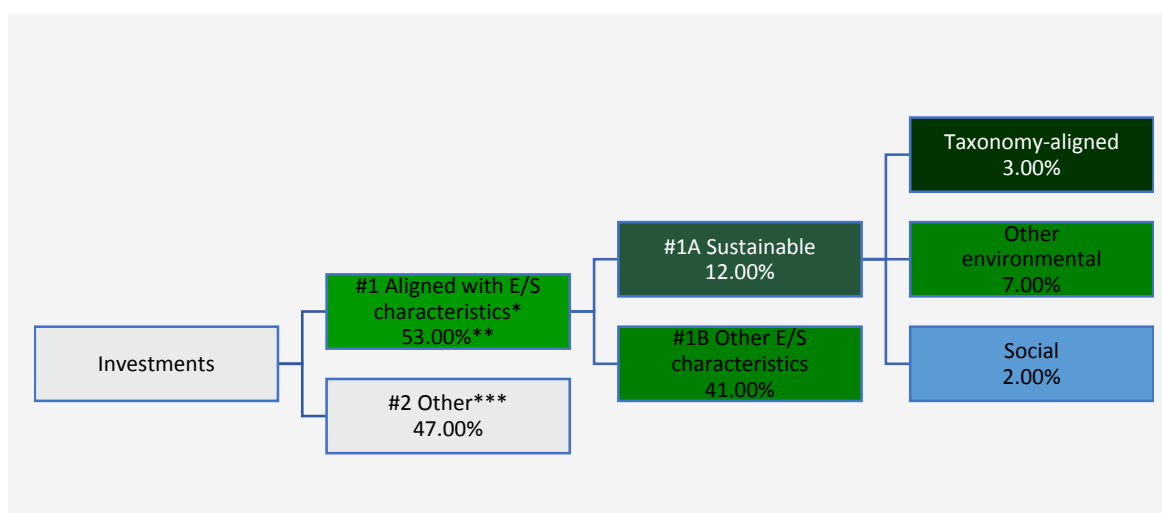 Investments
#1 Aligned with E/S
characteristics*
53.00%**
#2 Other***
47.00%
#1A Sustainable
12.00%
#1B Other E/S
characteristics
41.00%
Taxonomy-aligned
3.00%
Other
environmental
7.00%
Social
2.00%